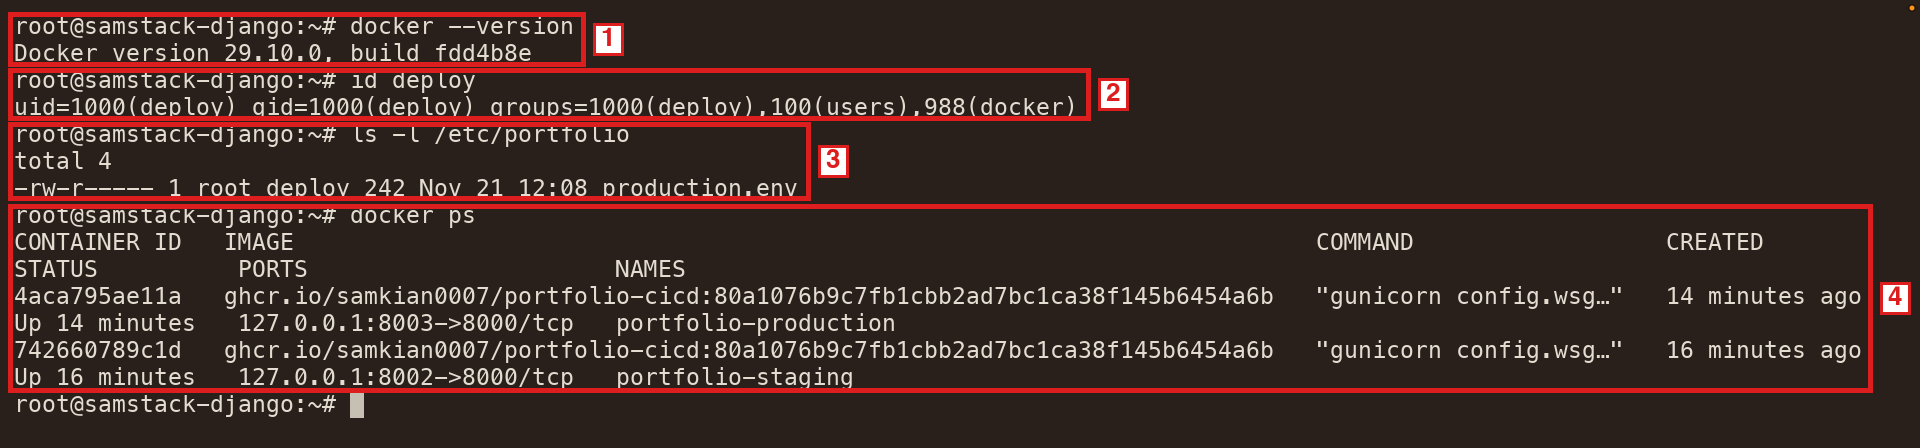 root@samstack-django:~# docker --version
Docker version 29.10.0, build fdd4b8e
1
root@samstack-django:~# id deploy
uid=1000(deploy) gid=1000(deploy) groups=1000(deploy),100(users),988(docker)
2
root@samstack-django:~# ls -l /etc/portfolio
total 4
-rw-r----- 1 root deploy 242 Nov 21 12:08 production.env
3
root@samstack-django:~# docker ps
CONTAINER ID   IMAGE                                                                         COMMAND                  CREATED
STATUS          PORTS                      NAMES
4aca795ae11a   ghcr.io/samkian0007/portfolio-cicd:80a1076b9c7fb1cbb2ad7bc1ca38f145b6454a6b   "gunicorn config.wsg…"   14 minutes ago
Up 14 minutes   127.0.0.1:8003->8000/tcp   portfolio-production
742660789c1d   ghcr.io/samkian0007/portfolio-cicd:80a1076b9c7fb1cbb2ad7bc1ca38f145b6454a6b   "gunicorn config.wsg…"   16 minutes ago
Up 16 minutes   127.0.0.1:8002->8000/tcp   portfolio-staging
4
root@samstack-django:~#